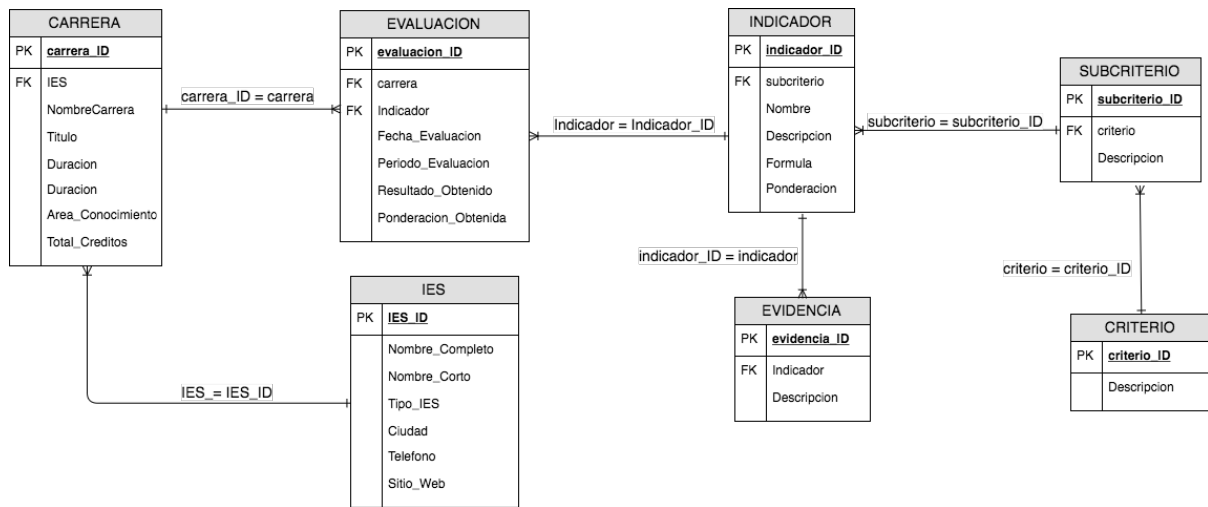 CARRERA
PK carrera_ID
FK IES
NombreCarrera
Titulo
Duracion
Duracion
Area_Conocimiento
Total_Creditos
carrera_ID = carrera
EVALUACION
PK evaluacion_ID
FK carrera
FK Indicador
Fecha_Evaluacion
Periodo_Evaluacion
Resultado_Obtenido
Ponderacion_Obtenida
Indicador = Indicador_ID
INDICADOR
PK indicador_ID
FK subcriterio
Nombre
Descripcion
Formula
Ponderacion
subcriterio = subcriterio_ID
SUBCRITERIO
PK subcriterio_ID
FK criterio
Descripcion
IES_= IES_ID
IES
PK IES_ID
Nombre_Completo
Nombre_Corto
Tipo_IES
Ciudad
Telefono
Sitio_Web
indicador_ID = indicador
EVIDENCIA
PK evidencia_ID
FK Indicador
Descripcion
criterio = criterio_ID
CRITERIO
PK criterio_ID
Descripcion